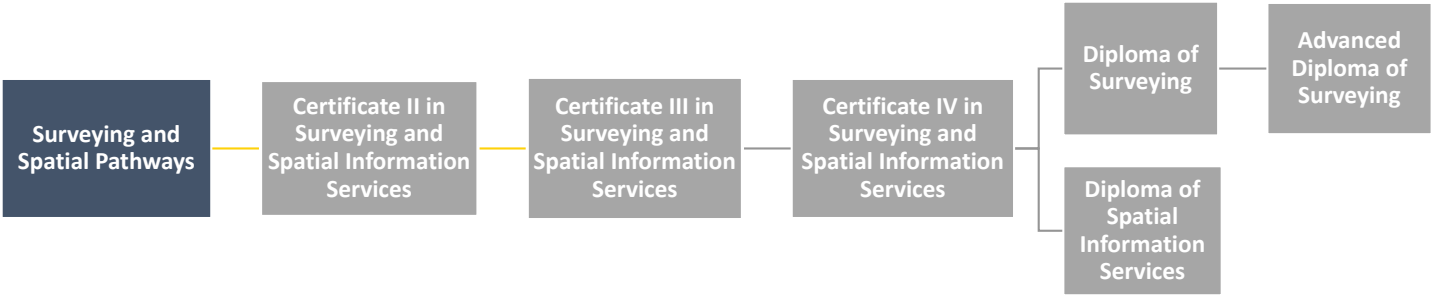 Surveying and
Spatial Pathways
Certificate II in
Surveying and
Spatial Information
Services
Certificate III in
Surveying and
Spatial Information
Services
Certificate IV in
Surveying and
Spatial Information
Services
Diploma of
Surveying
Advanced
Diploma of
Surveying
Diploma of
Spatial
Information
Services